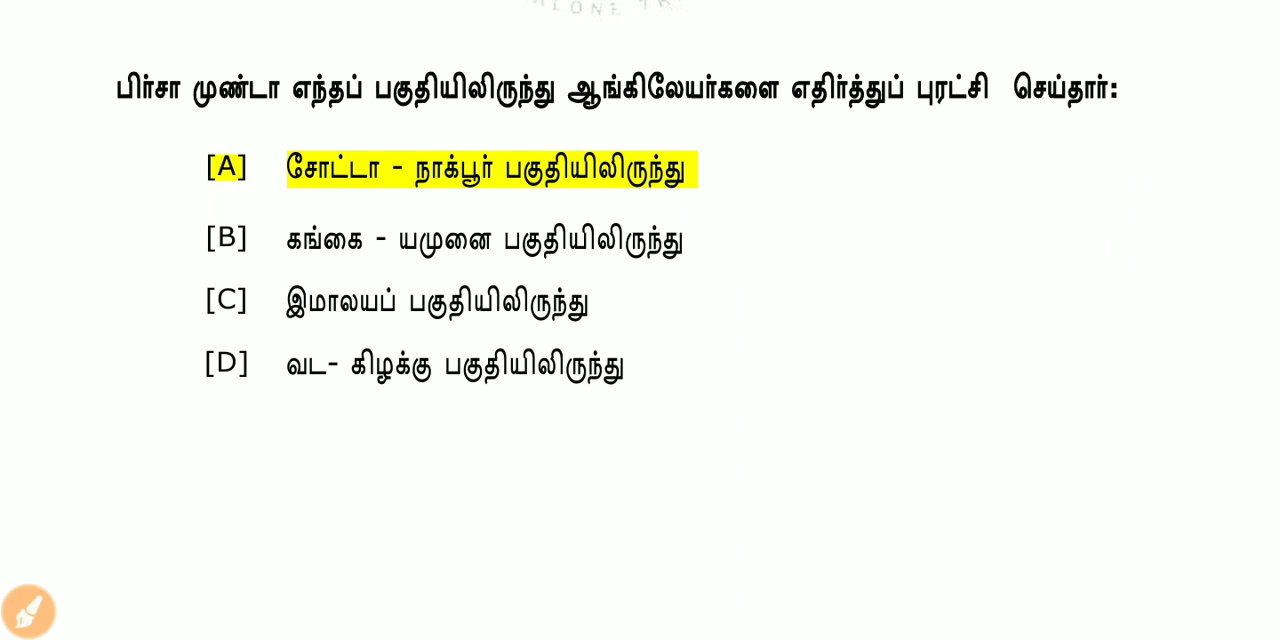 பிர்சா முண்டா எந்தப் பகுதியிலிருந்து ஆங்கிலேயர்களை எதிர்த்துப் புரட்சி செய்தார்:
[A] சோட்டா - நாக்பூர் பகுதியிலிருந்து
[B] கங்கை - யமுனை பகுதியிலிருந்து
[C] இமாலயப் பகுதியிலிருந்து
[D] வட- கிழக்கு பகுதியிலிருந்து